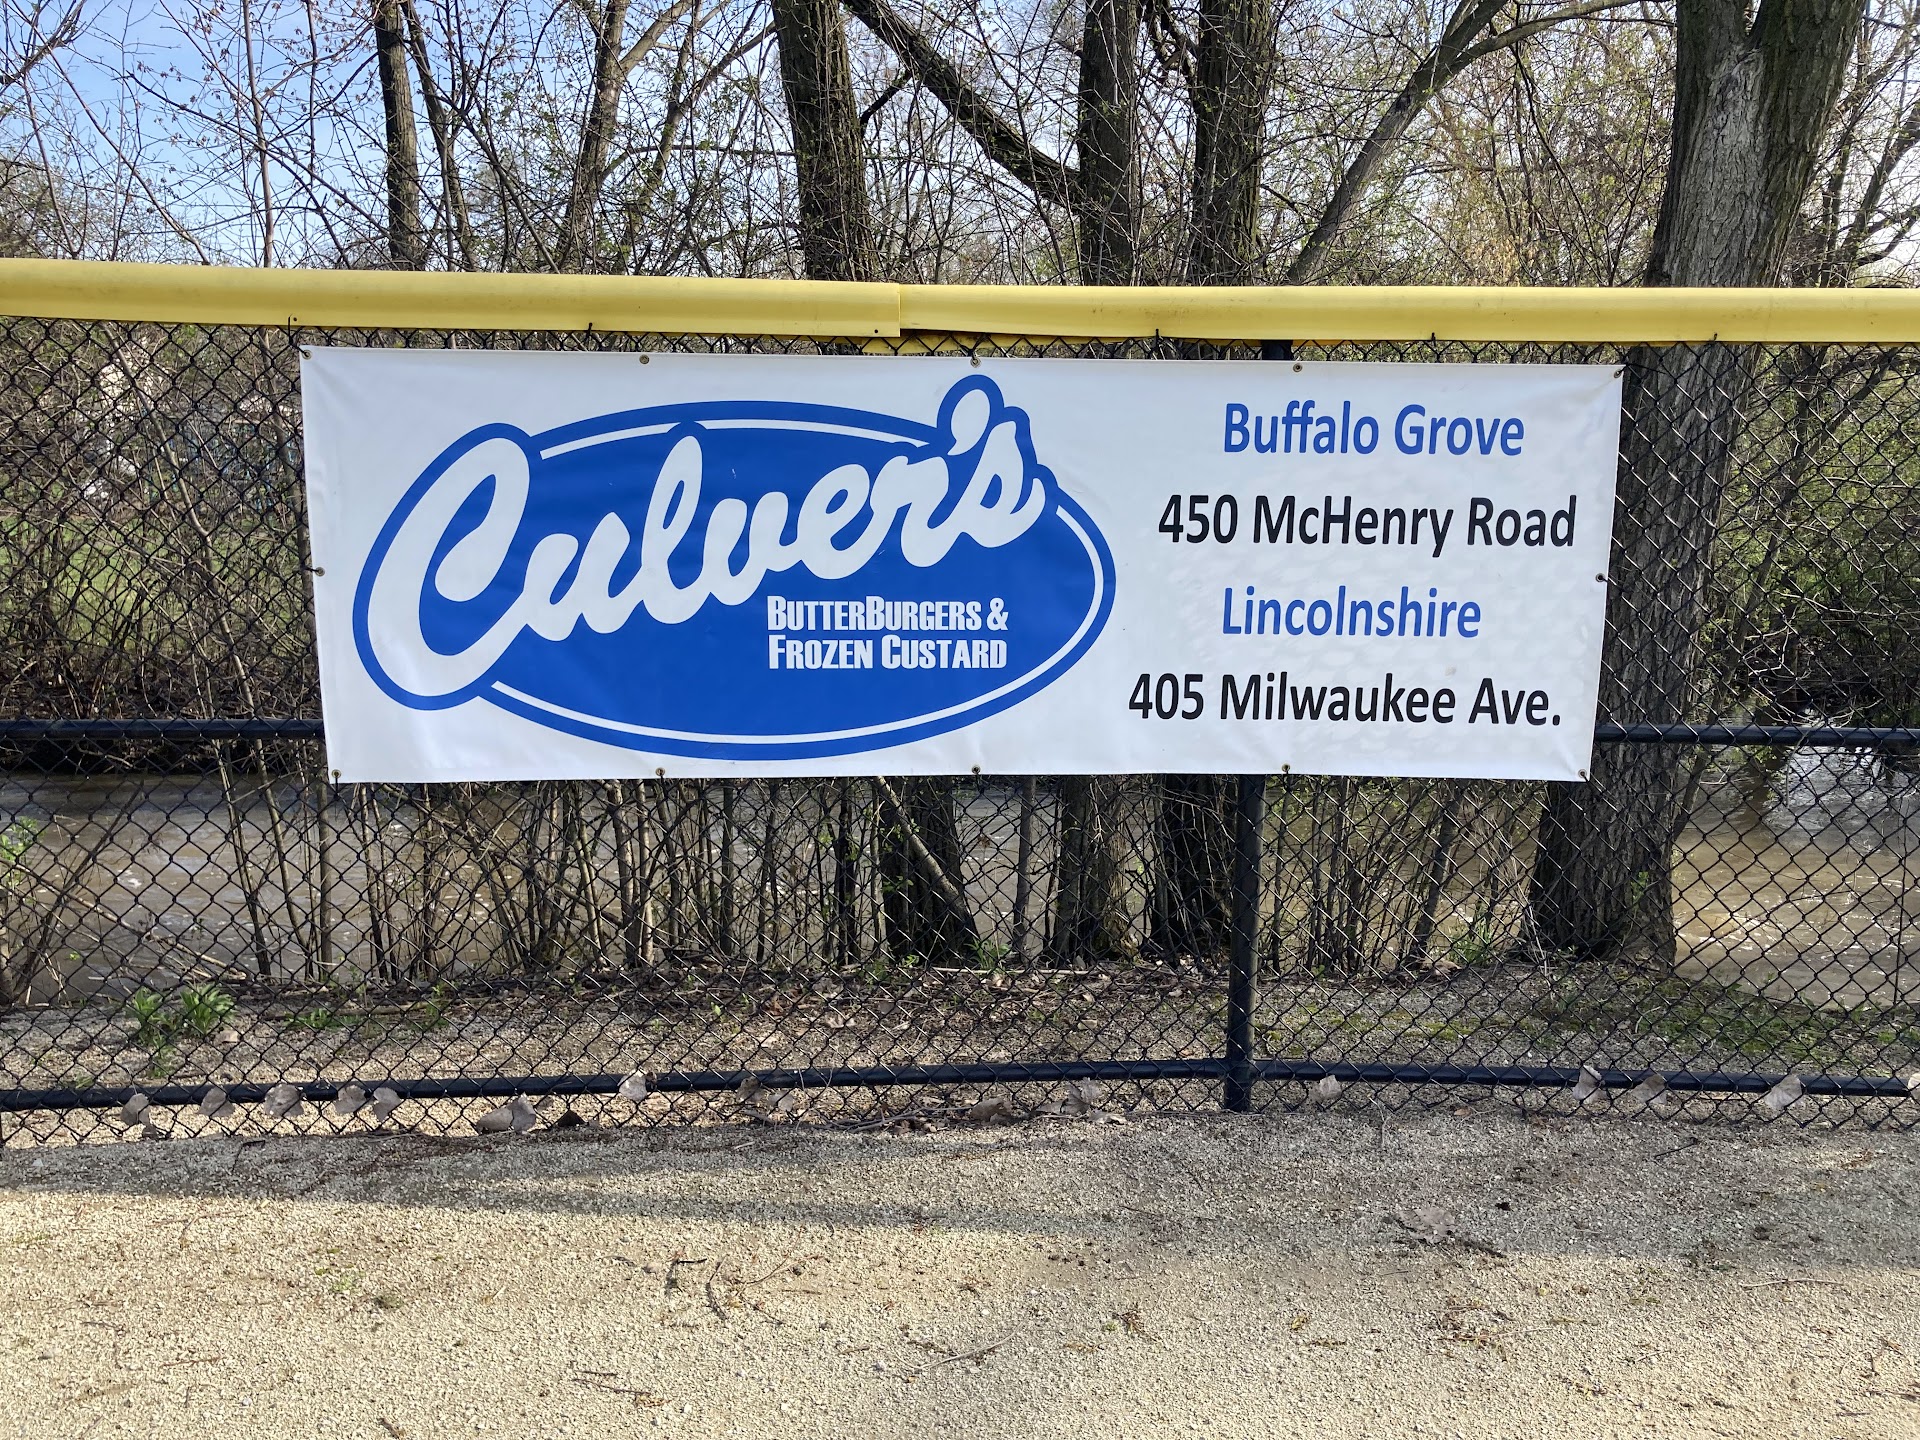 Culver's
ButterBurgers &
Frozen Custard
Buffalo Grove
450 McHenry Road
Lincolnshire
405 Milwaukee Ave.